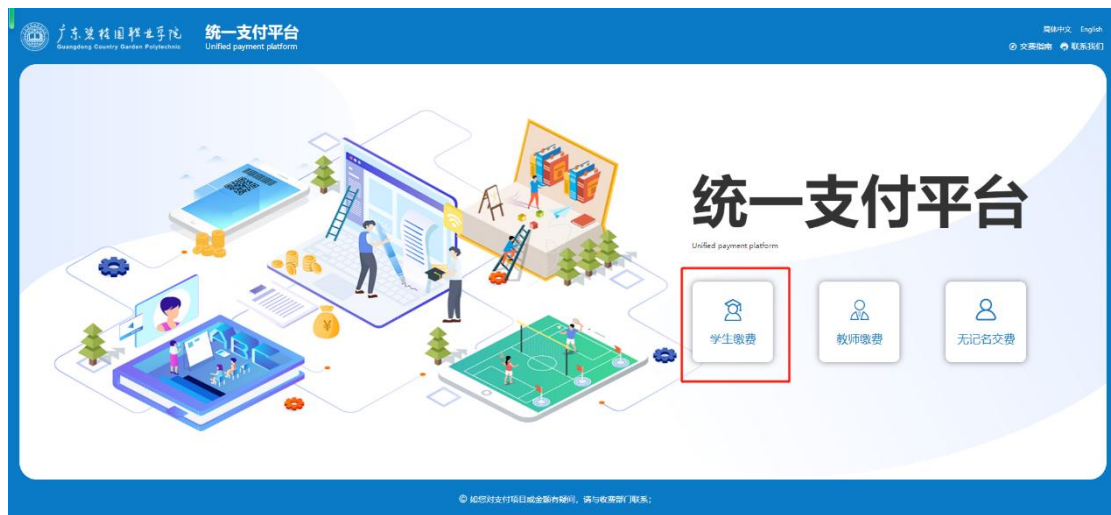 广东碧桂园职业学院
Guangdong Country Garden Polytechnic
统一支付平台
Unified payment platform
简体中文 English
交费指南 联系我们
统一支付平台
Unified payment platform
学生缴费
教师缴费
无记名交费
© 如您对支付项目或金额有疑问，请与收费部门联系；